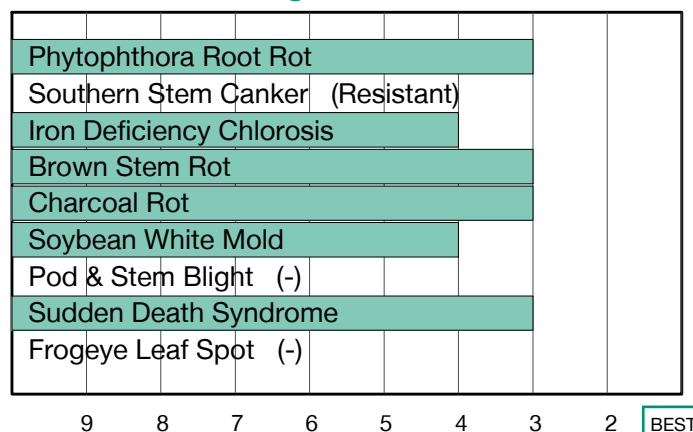 Phytophthora Root Rot
Southern Stem Canker (Resistant)
Iron Deficiency Chlorosis
Brown Stem Rot
Charcoal Rot
Soybean White Mold
Pod & Stem Blight (-)
Sudden Death Syndrome
Frogeye Leaf Spot (-)
9 8 7 6 5 4 3 2 BEST